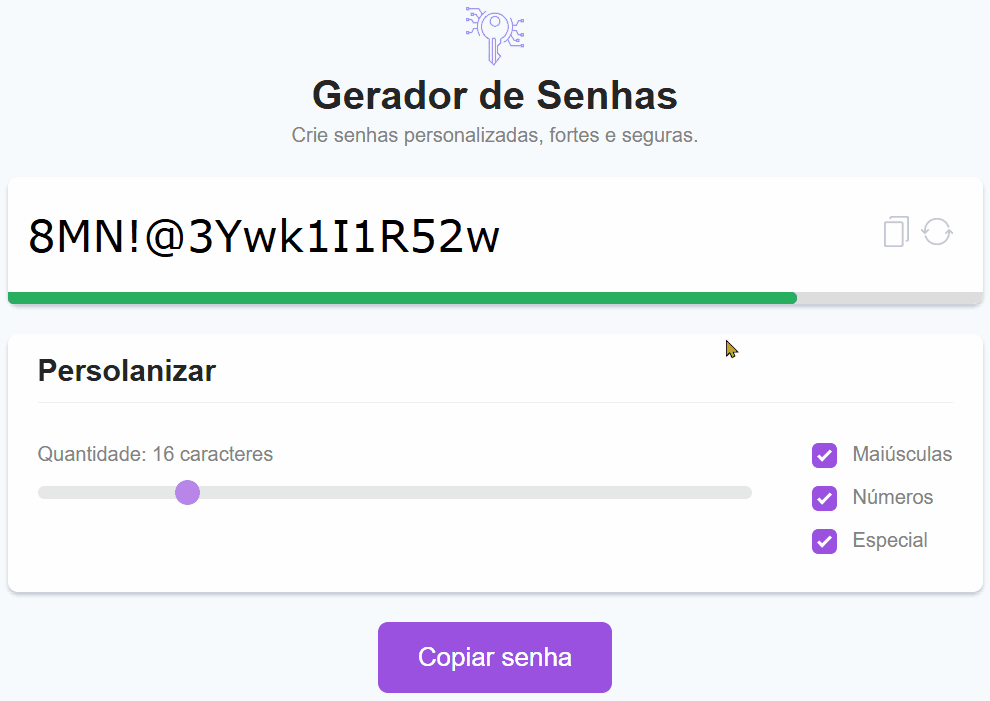 Gerador de Senhas
Crie senhas personalizadas, fortes e seguras.
8MN!@3Ywk1I1R52w
Persolanizar
Quantidade: 16 caracteres
Maiúsculas
Números
Especial
Copiar senha